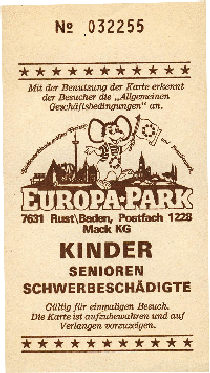 № 032255
Mit der Benutzung der Karte erkennt
der Besucher die „Allgemeinen
Geschäftsbedingungen" an.
EUROPA-PARK
7631 Rust\Baden, Postfach 1228
Mack KG
KINDER
SENIOREN
SCHWERBESCHÄDIGTE
Gültig für einmaligen Besuch.
Die Karte ist aufzubewahren und auf
Verlangen vorzuzeigen.